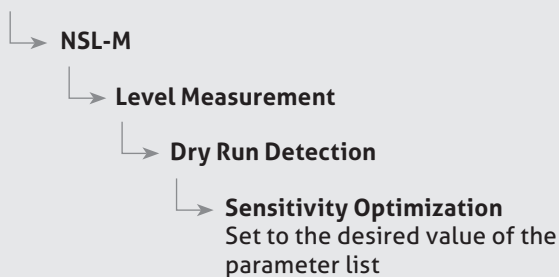 NSL-M
Level Measurement
Dry Run Detection
Sensitivity Optimization
Set to the desired value of the
parameter list